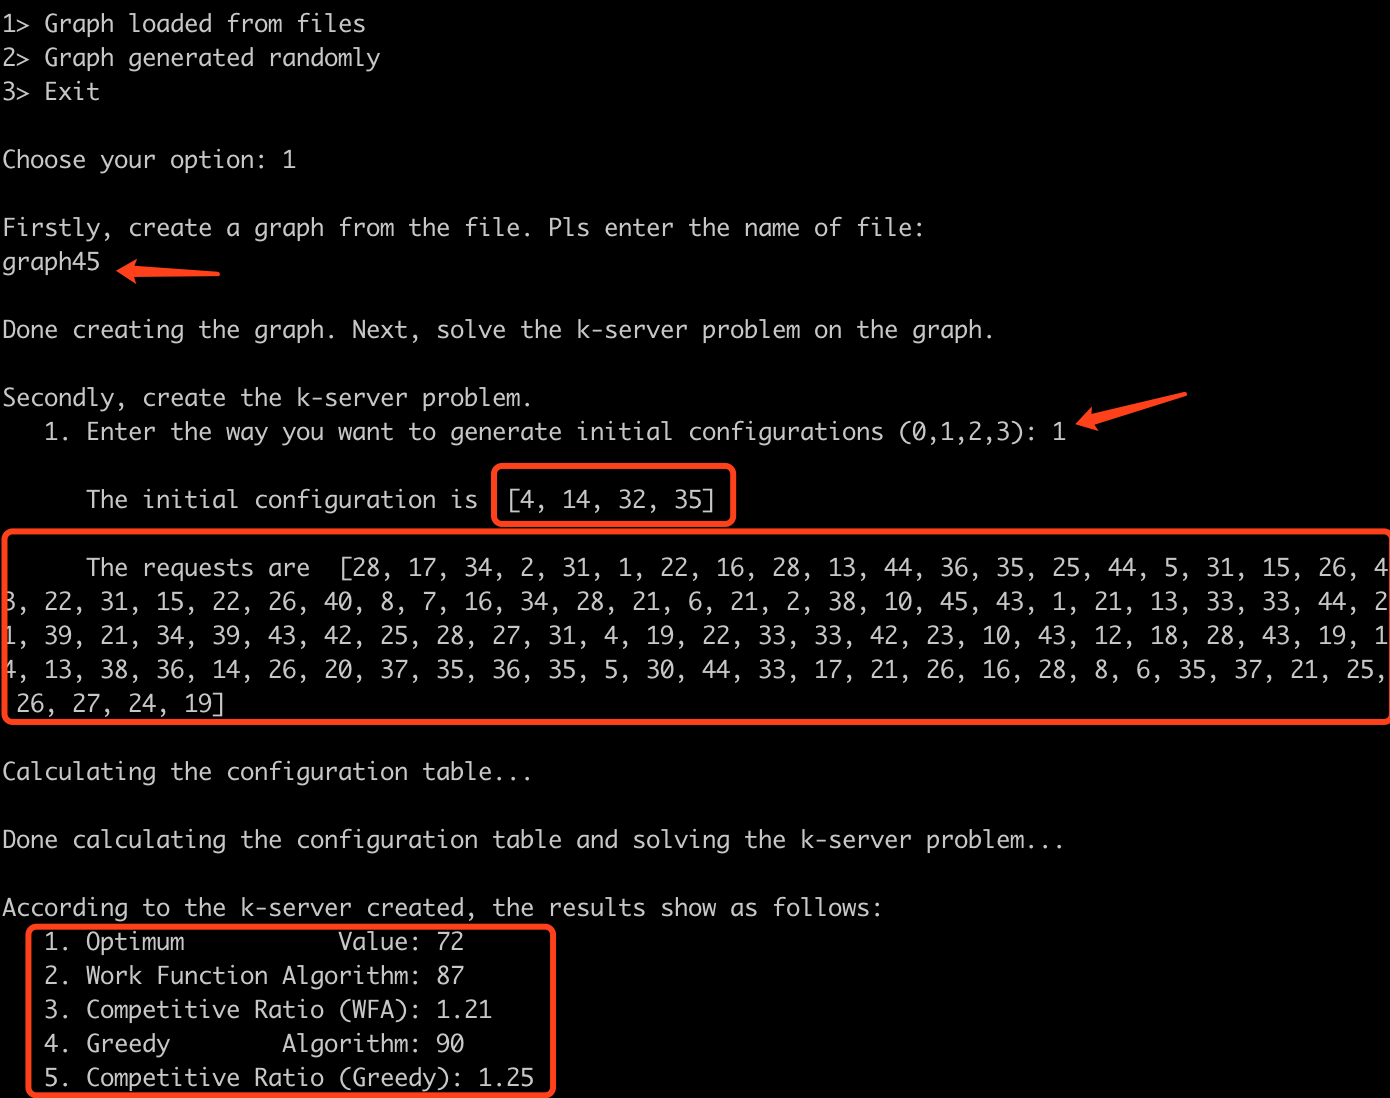 1> Graph loaded from files
2> Graph generated randomly
3> Exit
Choose your option: 1
Firstly, create a graph from the file. Pls enter the name of file:
graph45
Done creating the graph. Next, solve the k-server problem on the graph.
Secondly, create the k-server problem.
1. Enter the way you want to generate initial configurations (0,1,2,3): 1
The initial configuration is [4, 14, 32, 35]
The requests are [28, 17, 34, 2, 31, 1, 22, 16, 28, 13, 44, 36, 35, 25, 44, 5, 31, 15, 26, 4
3, 22, 31, 15, 22, 26, 40, 8, 7, 16, 34, 28, 21, 6, 21, 2, 38, 10, 45, 43, 1, 21, 13, 33, 33, 44, 2
1, 39, 21, 34, 39, 43, 42, 25, 28, 27, 31, 4, 19, 22, 33, 33, 42, 23, 10, 43, 12, 18, 28, 43, 19, 1
4, 13, 38, 36, 14, 26, 20, 37, 35, 36, 35, 5, 30, 44, 33, 17, 21, 26, 16, 28, 8, 6, 35, 37, 21, 25,
26, 27, 24, 19]
Calculating the configuration table...
Done calculating the configuration table and solving the k-server problem...
According to the k-server created, the results show as follows:
1. Optimum Value: 72
2. Work Function Algorithm: 87
3. Competitive Ratio (WFA): 1.21
4. Greedy Algorithm: 90
5. Competitive Ratio (Greedy): 1.25